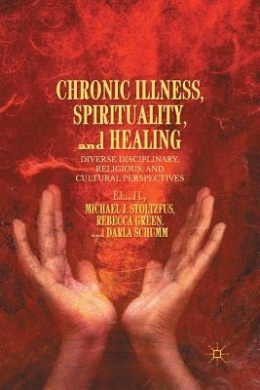 CHRONIC ILLNESS,
SPIRITUALITY,
and HEALING
DIVERSE DISCIPLINARY,
RELIGIOUS, AND
CULTURAL PERSPECTIVES
Edited by
MICHAEL J. STOLTZFUS,
REBECCA GREEN,
and DARLA SCHUMM